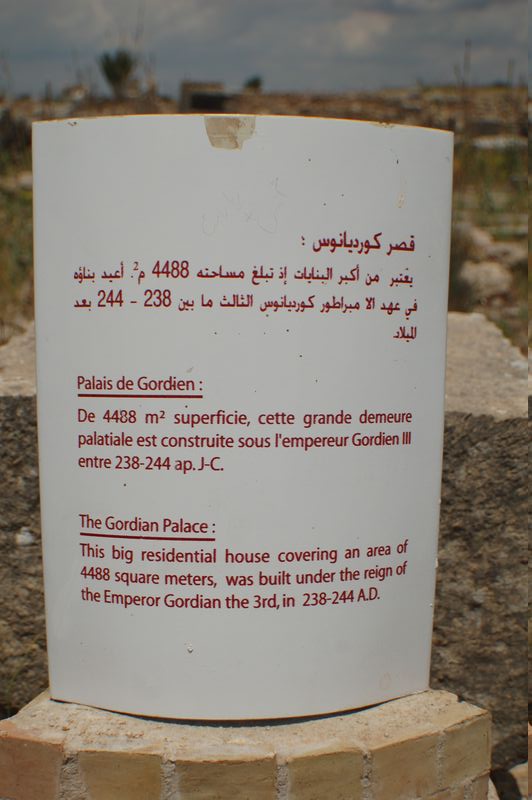 قصر كورديانوس :
يعتبر من أكبر البنايات إذ تبلغ مساحته 4488 م². أعيد بناؤه
في عهد الا مبراطور كورديانوس الثالث ما بين 238 - 244 بعد
الميلاد
Palais de Gordien :
De 4488 m² superficie, cette grande demeure
palatiale est construite sous l'empereur Gordien III
entre 238-244 ap. J-C.
The Gordian Palace :
This big residential house covering an area of
4488 square meters, was built under the reign of
the Emperor Gordian the 3rd, in 238-244 A.D.